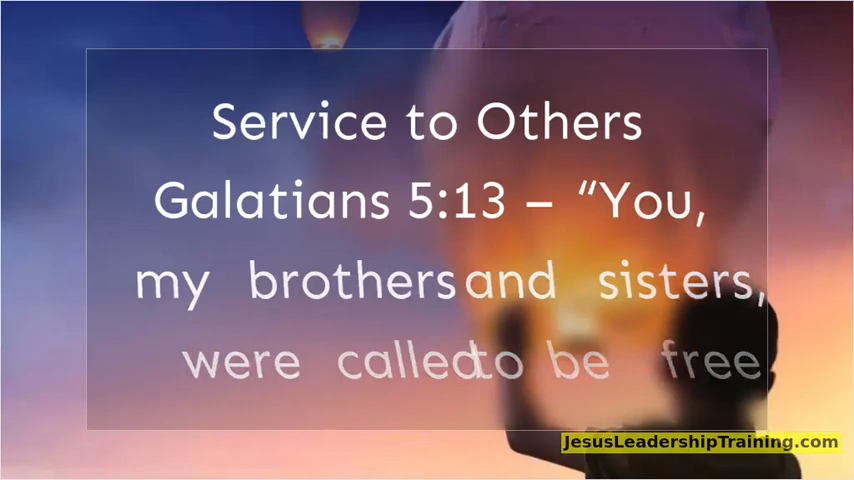 Service to Others
Galatians 5:13 – “You,
my brothers and sisters,
were called to be free
JesusLeadershipTraining.com